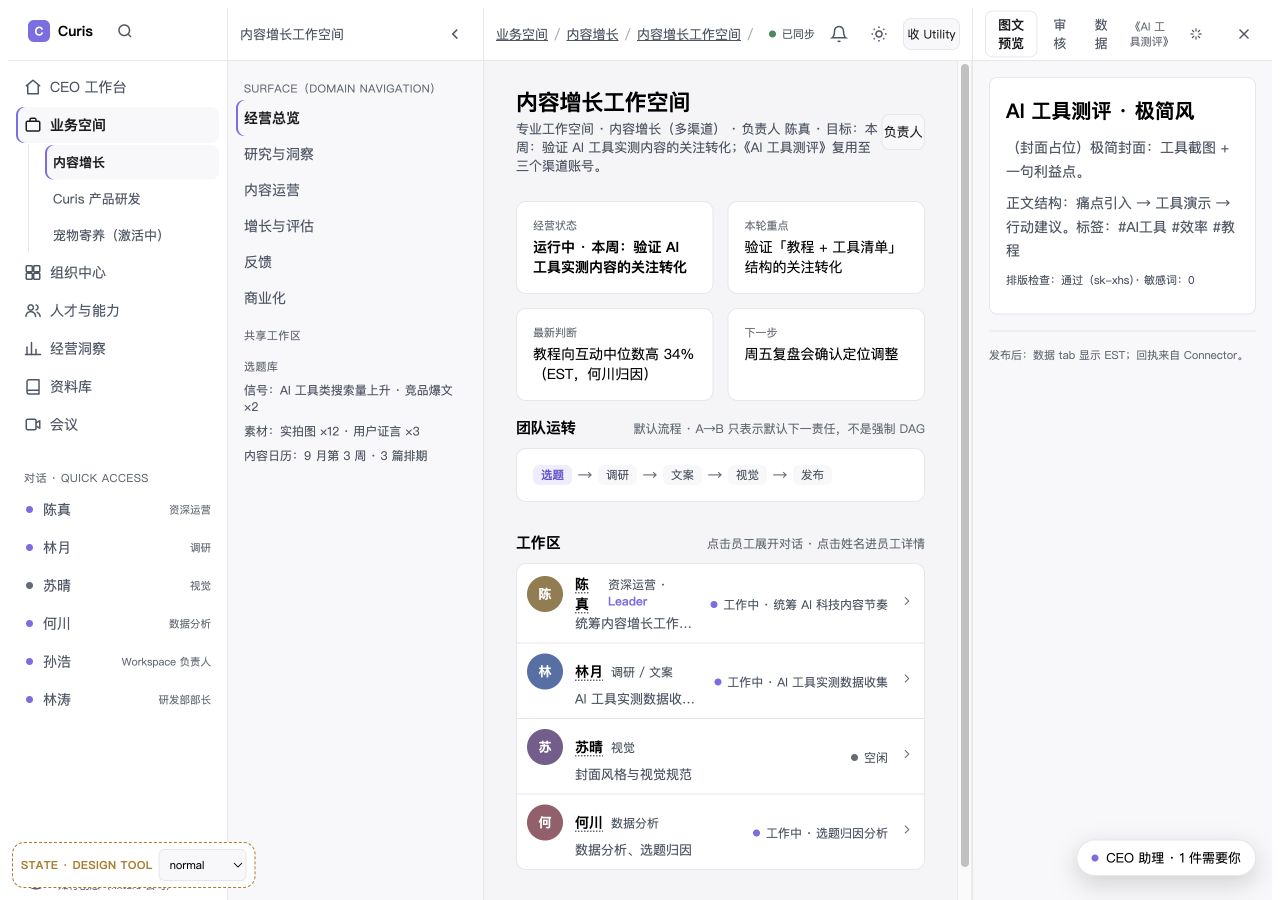 C Curis
CEO 工作台
业务空间
内容增长
Curis 产品研发
宠物寄养（激活中）
组织中心
人才与能力
经营洞察
资料库
会议
对话 · QUICK ACCESS
陈真 资深运营
林月 调研
苏晴 视觉
何川 数据分析
孙浩 Workspace 负责人
林涛 研发部部长
STATE · DESIGN TOOL normal
内容增长工作空间
SURFACE（DOMAIN NAVIGATION）
经营总览
研究与洞察
内容运营
增长与评估
反馈
商业化
共享工作区
选题库
信号：AI 工具类搜索量上升 · 竞品爆文
×2
素材：实拍图 ×12 · 用户证言 ×3
内容日历：9 月第 3 周 · 3 篇排期
业务空间 / 内容增长 / 内容增长工作空间 /
已同步
收 Utility
内容增长工作空间
专业工作空间 · 内容增长（多渠道） · 负责人 陈真 · 目标：本
周：验证 AI 工具实测内容的关注转化；《AI 工具测评》复用至
三个渠道账号。
负责人
经营状态
运行中 · 本周：验证 AI
工具实测内容的关注转化
本轮重点
验证「教程 + 工具清单」
结构的关注转化
最新判断
教程向互动中位数高 34%
（EST，何川归因）
下一步
周五复盘会确认定位调整
团队运转
默认流程 · A→B 只表示默认下一责任，不是强制 DAG
选题 → 调研 → 文案 → 视觉 → 发布
工作区
点击员工展开对话 · 点击姓名进员工详情
陈
陈
真
资深运营 ·
Leader
统筹内容增长工作…
工作中 · 统筹 AI 科技内容节奏
林
林月 调研 / 文案
AI 工具实测数据收…
工作中 · AI 工具实测数据收集
苏
苏晴 视觉
封面风格与视觉规范
空闲
何
何川 数据分析
数据分析、选题归因
工作中 · 选题归因分析
图文
预览
审
核
数
据
《AI 工
具测评》
AI 工具测评 · 极简风
（封面占位）极简封面：工具截图 +
一句利益点。
正文结构：痛点引入 → 工具演示 →
行动建议。标签：#AI工具 #效率 #教
程
排版检查：通过（sk-xhs）· 敏感词：0
发布后：数据 tab 显示 EST；回执来自 Connector。
CEO 助理 · 1 件需要你